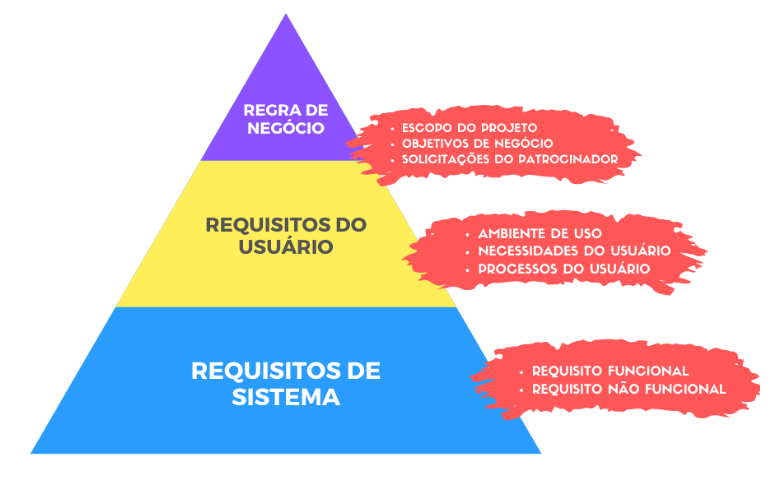 REGRA DE
NEGÓCIO
• ESCOPO DO PROJETO
• OBJETIVOS DE NEGÓCIO
• SOLICITAÇÕES DO PATROCINADOR
REQUISITOS DO
USUÁRIO
• AMBIENTE DE USO
• NECESSIDADES DO USUÁRIO
• PROCESSOS DO USUÁRIO
REQUISITOS DE
SISTEMA
• REQUISITO FUNCIONAL
• REQUISITO NÃO FUNCIONAL